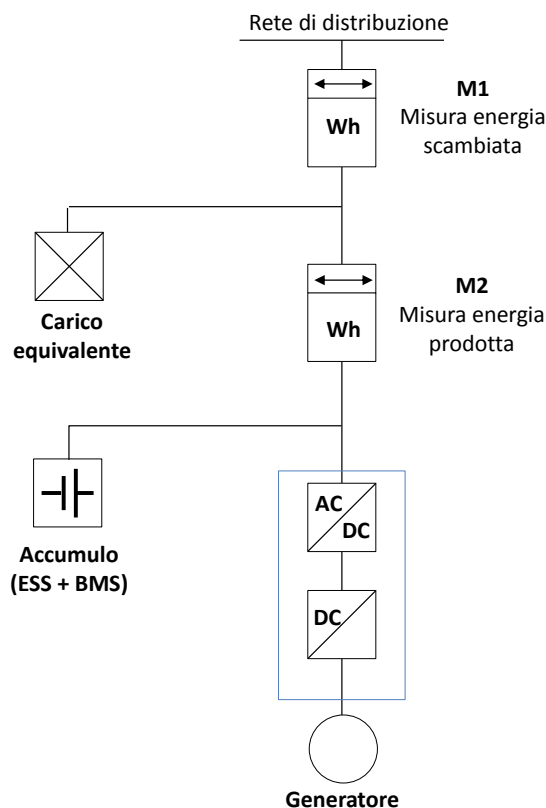 Rete di distribuzione
M1
Misura energia
scambiata
Wh
Carico
equivalente
M2
Misura energia
prodotta
Wh
Accumulo
(ESS + BMS)
AC
DC
DC
Generatore